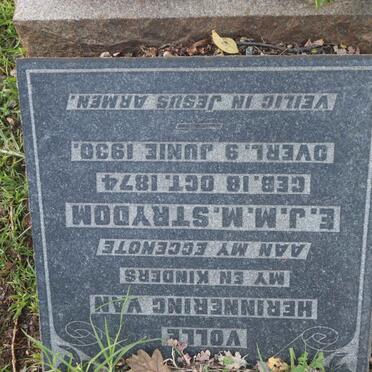 VOLLE
HERINNERING VAN
MY EN KINDERS
AAN MY EGGENOTE
E.J.M.M. STRYDOM
GEB. 18 OCT. 1874
OVERL. 9 JUNIE 1930.
VEILIG IN JESUS ARMEN.